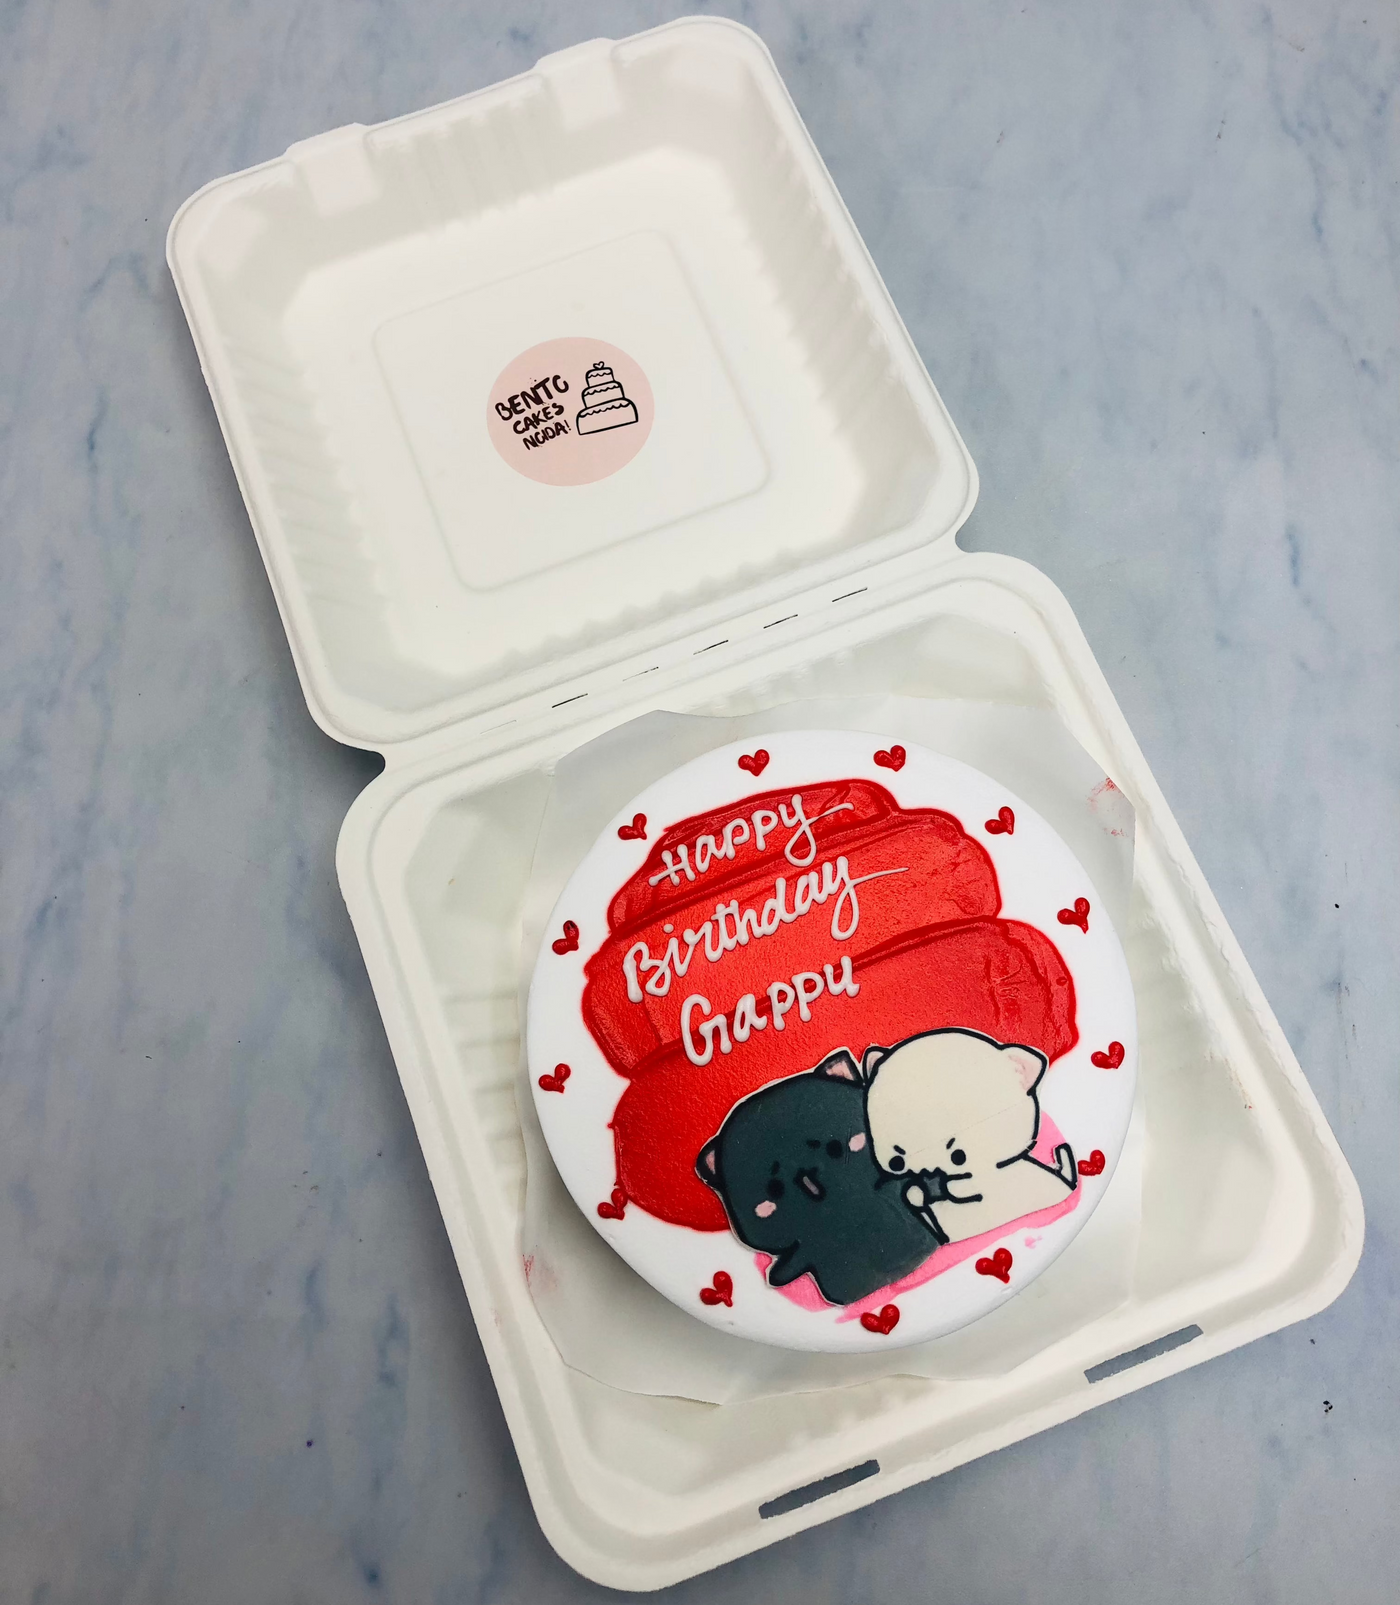 BENTO
CAKES
NOIDA!
Happy
Birthday
Gappu